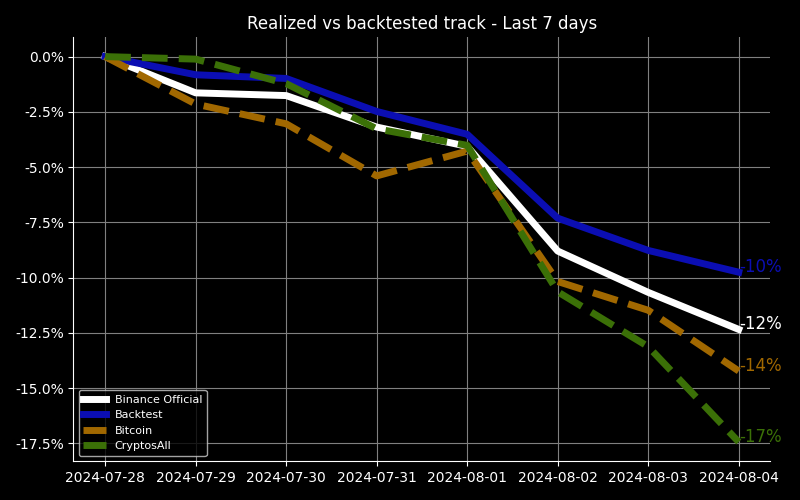 Realized vs backtested track - Last 7 days
0.0%
-2.5%
-5.0%
-7.5%
-10.0%
-12.5%
-15.0%
-17.5%
-10%
-12%
-14%
-17%
Binance Official
Backtest
Bitcoin
CryptosAll
2024-07-28 2024-07-29 2024-07-30 2024-07-31 2024-08-01 2024-08-02 2024-08-03 2024-08-04